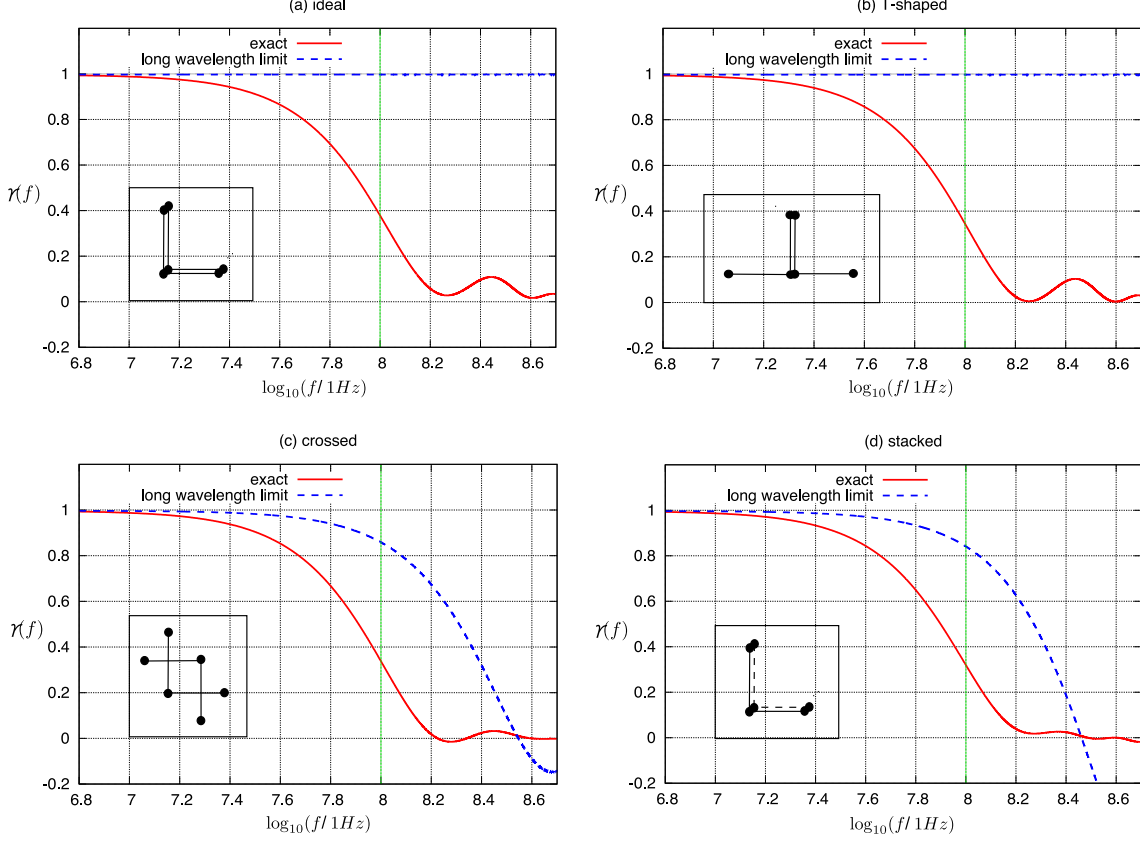 (a) ideal
exact
long wavelength limit
1
0.8
0.6
0.4
0.2
0
-0.2
γ(f)
6.8 7 7.2 7.4 7.6 7.8 8 8.2 8.4 8.6
log10(f/1Hz)
(b) T-shaped
exact
long wavelength limit
1
0.8
0.6
0.4
0.2
0
-0.2
γ(f)
6.8 7 7.2 7.4 7.6 7.8 8 8.2 8.4 8.6
log10(f/1Hz)
(c) crossed
exact
long wavelength limit
1
0.8
0.6
0.4
0.2
0
-0.2
γ(f)
6.8 7 7.2 7.4 7.6 7.8 8 8.2 8.4 8.6
log10(f/1Hz)
(d) stacked
exact
long wavelength limit
1
0.8
0.6
0.4
0.2
0
-0.2
γ(f)
6.8 7 7.2 7.4 7.6 7.8 8 8.2 8.4 8.6
log10(f/1Hz)